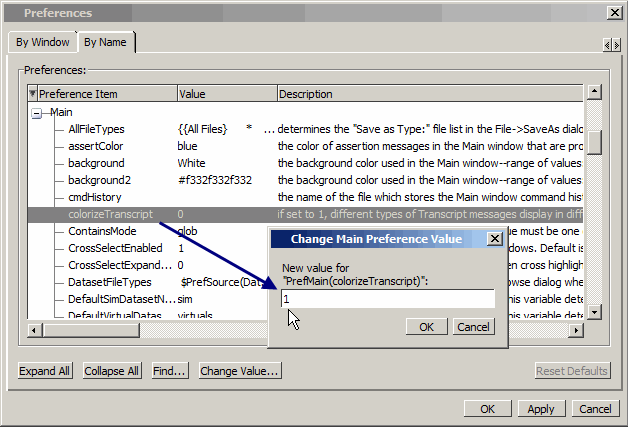 Preferences
By Window By Name
Preferences:
Preference Item Value Description
Main
AllFileTypes {{All Files} * ... determines the "Save as Type:" file list in the File->SaveAs dialo
assertColor blue the color of assertion messages in the Main window that are pro
background White the background color used in the Main window--range of values:
background2 #f332f332f332 the background color used in the Main window--range of values
cmdHistory the name of the file which stores the Main window command hist
colorizeTranscript 0 if set to 1, different types of Transcript messages display in diff
ContainsMode glob ue must be one
CrossSelectEnabled 1 dows. Default is
CrossSelectExpand... 0 en cross highligh
DatasetFileTypes $PrefSource(Dat owse dialog whe
DefaultSimDatasetN... sim his variable deter
DefaultVirtualDatas... virtuals his variable deter
Change Main Preference Value
New value for
"PrefMain(colorizeTranscript)":
1
OK Cancel
Expand All Collapse All Find... Change Value... Reset Defaults
OK Apply Cancel